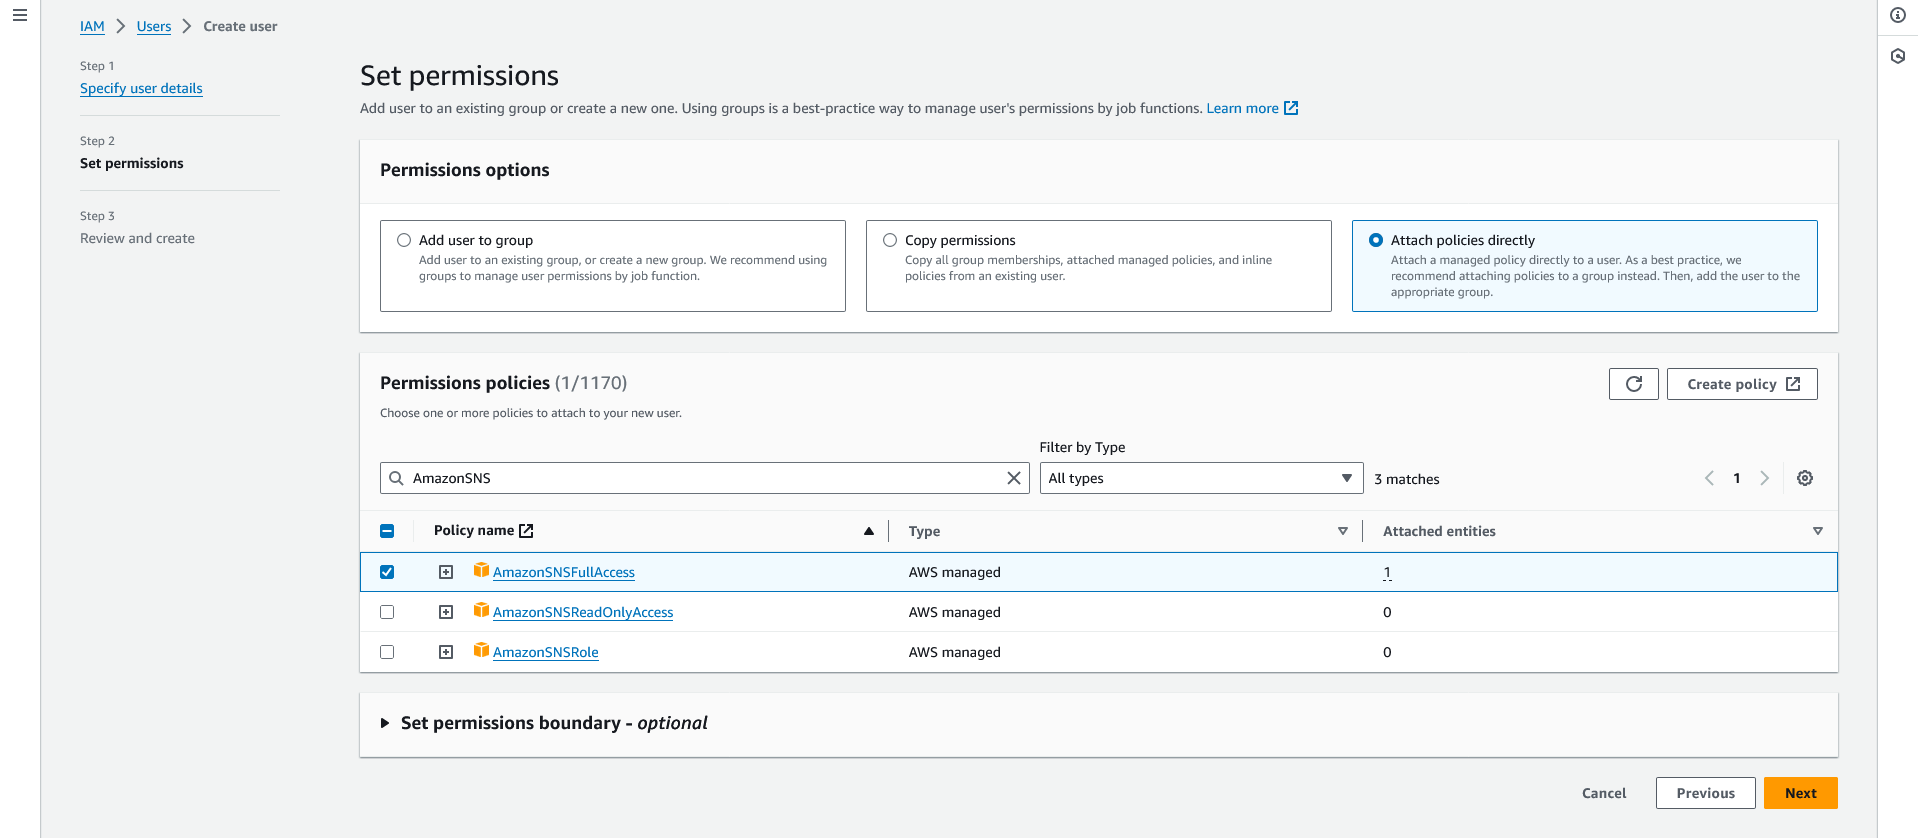 IAM > Users > Create user
Step 1
Specify user details
Step 2
Set permissions
Step 3
Review and create
Set permissions
Add user to an existing group or create a new one. Using groups is a best-practice way to manage user's permissions by job functions. Learn more
Permissions options
Add user to group
Add user to an existing group, or create a new group. We recommend using
groups to manage user permissions by job function.
Copy permissions
Copy all group memberships, attached managed policies, and inline
policies from an existing user.
Attach policies directly
Attach a managed policy directly to a user. As a best practice, we
recommend attaching policies to a group instead. Then, add the user to the
appropriate group.
Permissions policies (1/1170)
Choose one or more policies to attach to your new user.
Create policy
Filter by Type
AmazonSNS
All types
3 matches
1
Policy name Type Attached entities
AmazonSNSFullAccess AWS managed 1
AmazonSNSReadOnlyAccess AWS managed 0
AmazonSNSRole AWS managed 0
Set permissions boundary - optional
Cancel Previous Next